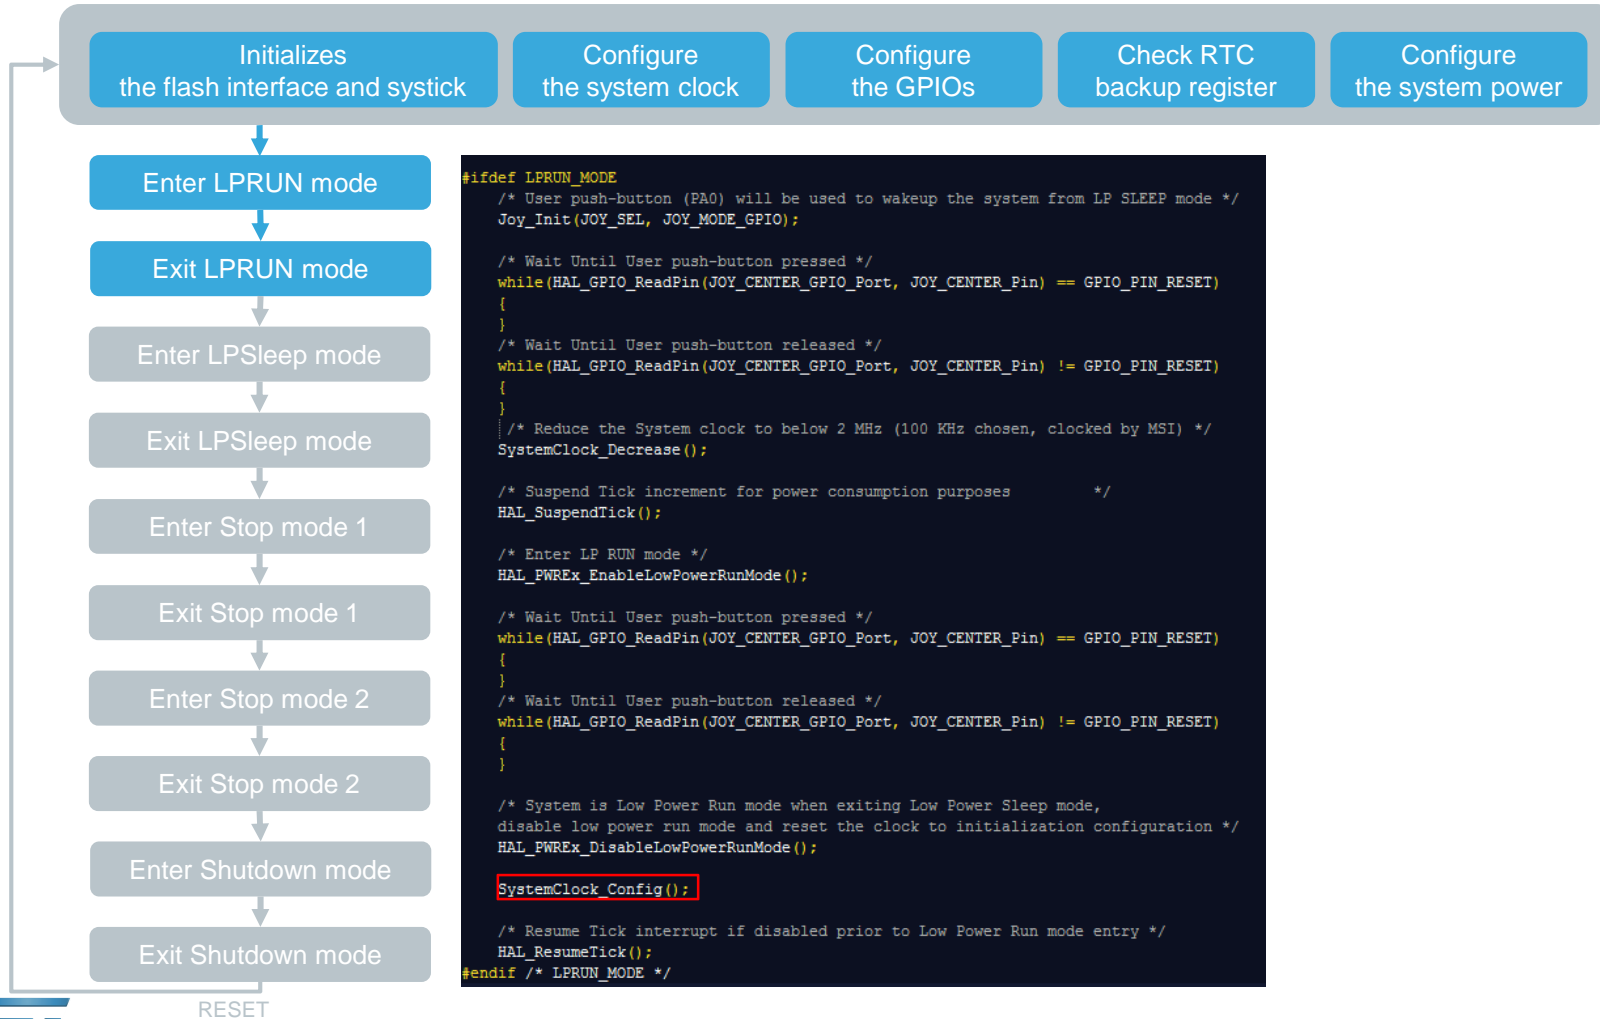 Initializes
the flash interface and systick
Configure
the system clock
Configure
the GPIOs
Check RTC
backup register
Configure
the system power
Enter LPRUN mode
Exit LPRUN mode
Enter LPSleep mode
Exit LPSleep mode
Enter Stop mode 1
Exit Stop mode 1
Enter Stop mode 2
Exit Stop mode 2
Enter Shutdown mode
Exit Shutdown mode
RESET
#ifdef LPRUN_MODE
/* User push-button (PA0) will be used to wakeup the system from LP SLEEP mode */
Joy_Init(JOY_SEL, JOY_MODE_GPIO);
/* Wait Until User push-button pressed */
while(HAL_GPIO_ReadPin(JOY_CENTER_GPIO_Port, JOY_CENTER_Pin) == GPIO_PIN_RESET)
{
}
/* Wait Until User push-button released */
while(HAL_GPIO_ReadPin(JOY_CENTER_GPIO_Port, JOY_CENTER_Pin) != GPIO_PIN_RESET)
{
}
/* Reduce the System clock to below 2 MHz (100 KHz chosen, clocked by MSI) */
SystemClock_Decrease();
/* Suspend Tick increment for power consumption purposes */
HAL_SuspendTick();
/* Enter LP RUN mode */
HAL_PWREx_EnableLowPowerRunMode();
/* Wait Until User push-button pressed */
while(HAL_GPIO_ReadPin(JOY_CENTER_GPIO_Port, JOY_CENTER_Pin) == GPIO_PIN_RESET)
{
}
/* Wait Until User push-button released */
while(HAL_GPIO_ReadPin(JOY_CENTER_GPIO_Port, JOY_CENTER_Pin) != GPIO_PIN_RESET)
{
}
/* System is Low Power Run mode when exiting Low Power Sleep mode,
disable low power run mode and reset the clock to initialization configuration */
HAL_PWREx_DisableLowPowerRunMode();
SystemClock_Config();
/* Resume Tick interrupt if disabled prior to Low Power Run mode entry */
HAL_ResumeTick();
#endif /* LPRUN_MODE */